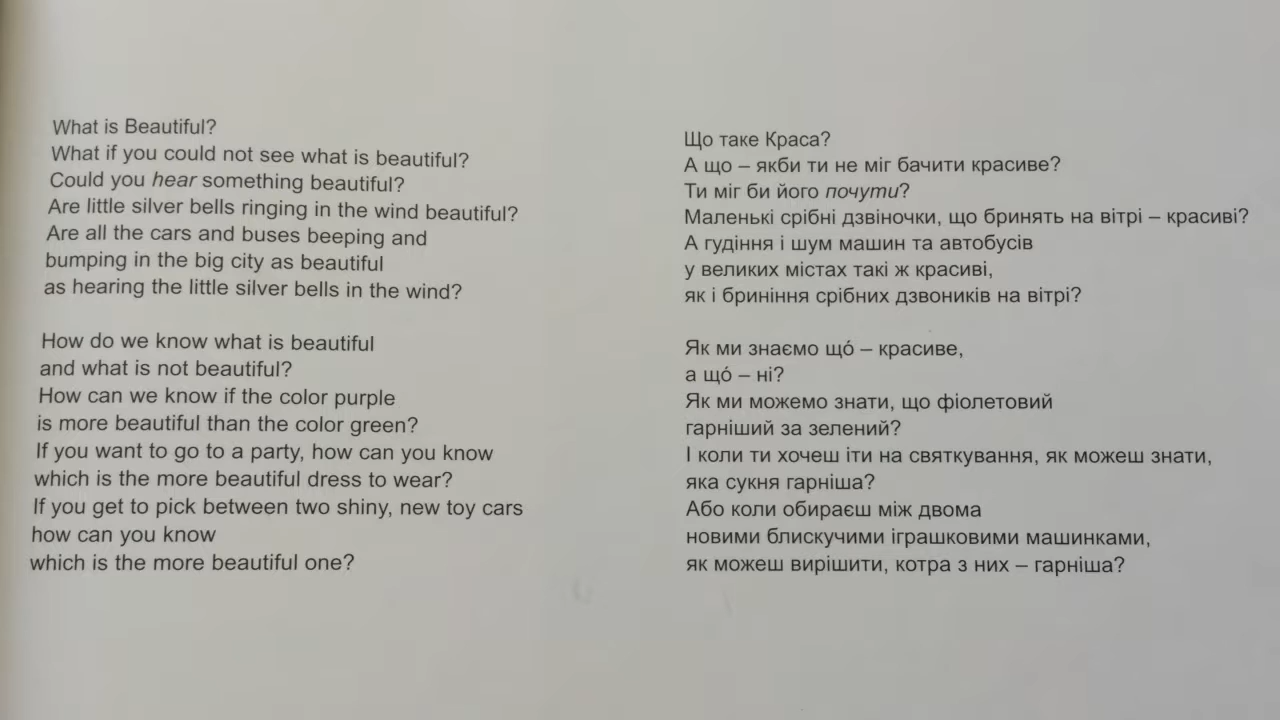 What is Beautiful?
What if you could not see what is beautiful?
Could you hear something beautiful?
Are little silver bells ringing in the wind beautiful?
Are all the cars and buses beeping and
bumping in the big city as beautiful
as hearing the little silver bells in the wind?
How do we know what is beautiful
and what is not beautiful?
How can we know if the color purple
is more beautiful than the color green?
If you want to go to a party, how can you know
which is the more beautiful dress to wear?
If you get to pick between two shiny, new toy cars
how can you know
which is the more beautiful one?
Що таке Краса?
А що – якби ти не міг бачити красиве?
Ти міг би його почути?
Маленькі срібні дзвіночки, що бринять на вітрі – красиві?
А гудіння і шум машин та автобусів
у великих містах такі ж красиві,
як і бриніння срібних дзвоників на вітрі?
Як ми знаємо щó – красиве,
а щó – ні?
Як ми можемо знати, що фіолетовий
гарніший за зелений?
І коли ти хочеш іти на святкування, як можеш знати,
яка сукня гарніша?
Або коли обираєш між двома
новими блискучими іграшковими машинками,
як можеш вирішити, котра з них – гарніша?